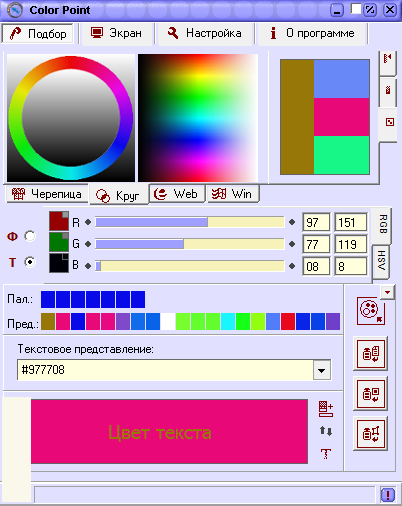 Color Point
Подбор Экран Настройка О программе
Черепица Круг Web Win
R 97 151
G 77 119
B 08 8
Ф
Т
RGB
HSV
Пал.:
Пред.:
Текстовое представление:
#977708
Цвет текста